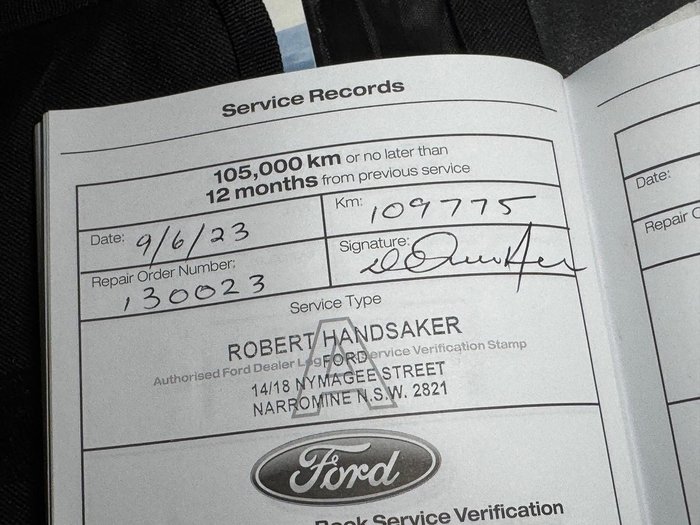 Service Records
105,000 km or no later than
12 months from previous service
Date: 9/6/23
Km: 109775
Repair Order Number: 130023
Signature:
Service Type
A
ROBERT HANDSAKER
FORD
Authorised Ford Dealer Log Service Verification Stamp
14/18 NYMAGEE STREET
NARROMINE N.S.W. 2821
Ford
Book Service Verification
Date:
Repair